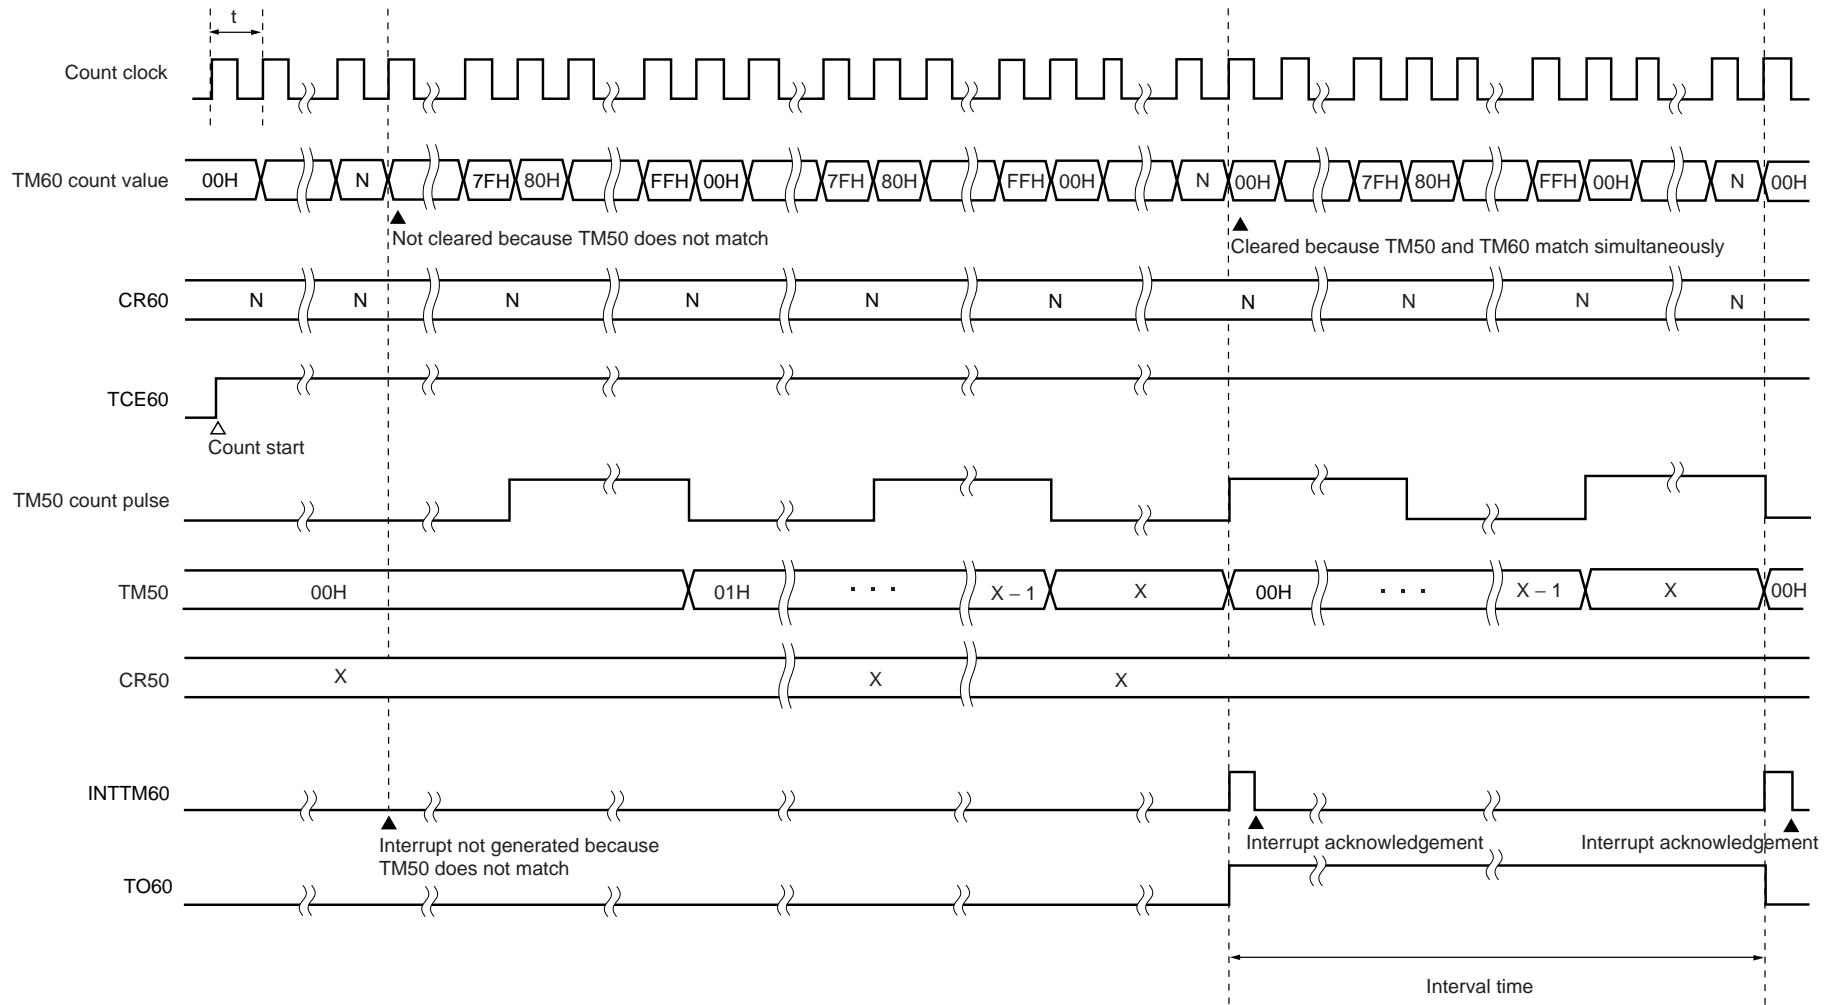 t
Count clock
TM60 count value 00H N 7FH 80H FFH 00H 7FH 80H FFH 00H N 00H 7FH 80H FFH 00H N 00H
Not cleared because TM50 does not match
Cleared because TM50 and TM60 match simultaneously
CR60 N N N N N N N N N N
TCE60
Count start
TM50 count pulse
TM50 00H 01H · · · X – 1 X 00H · · · X – 1 X 00H
CR50 X X X
INTTM60
Interrupt not generated because
TM50 does not match
Interrupt acknowledgement Interrupt acknowledgement
TO60
Interval time